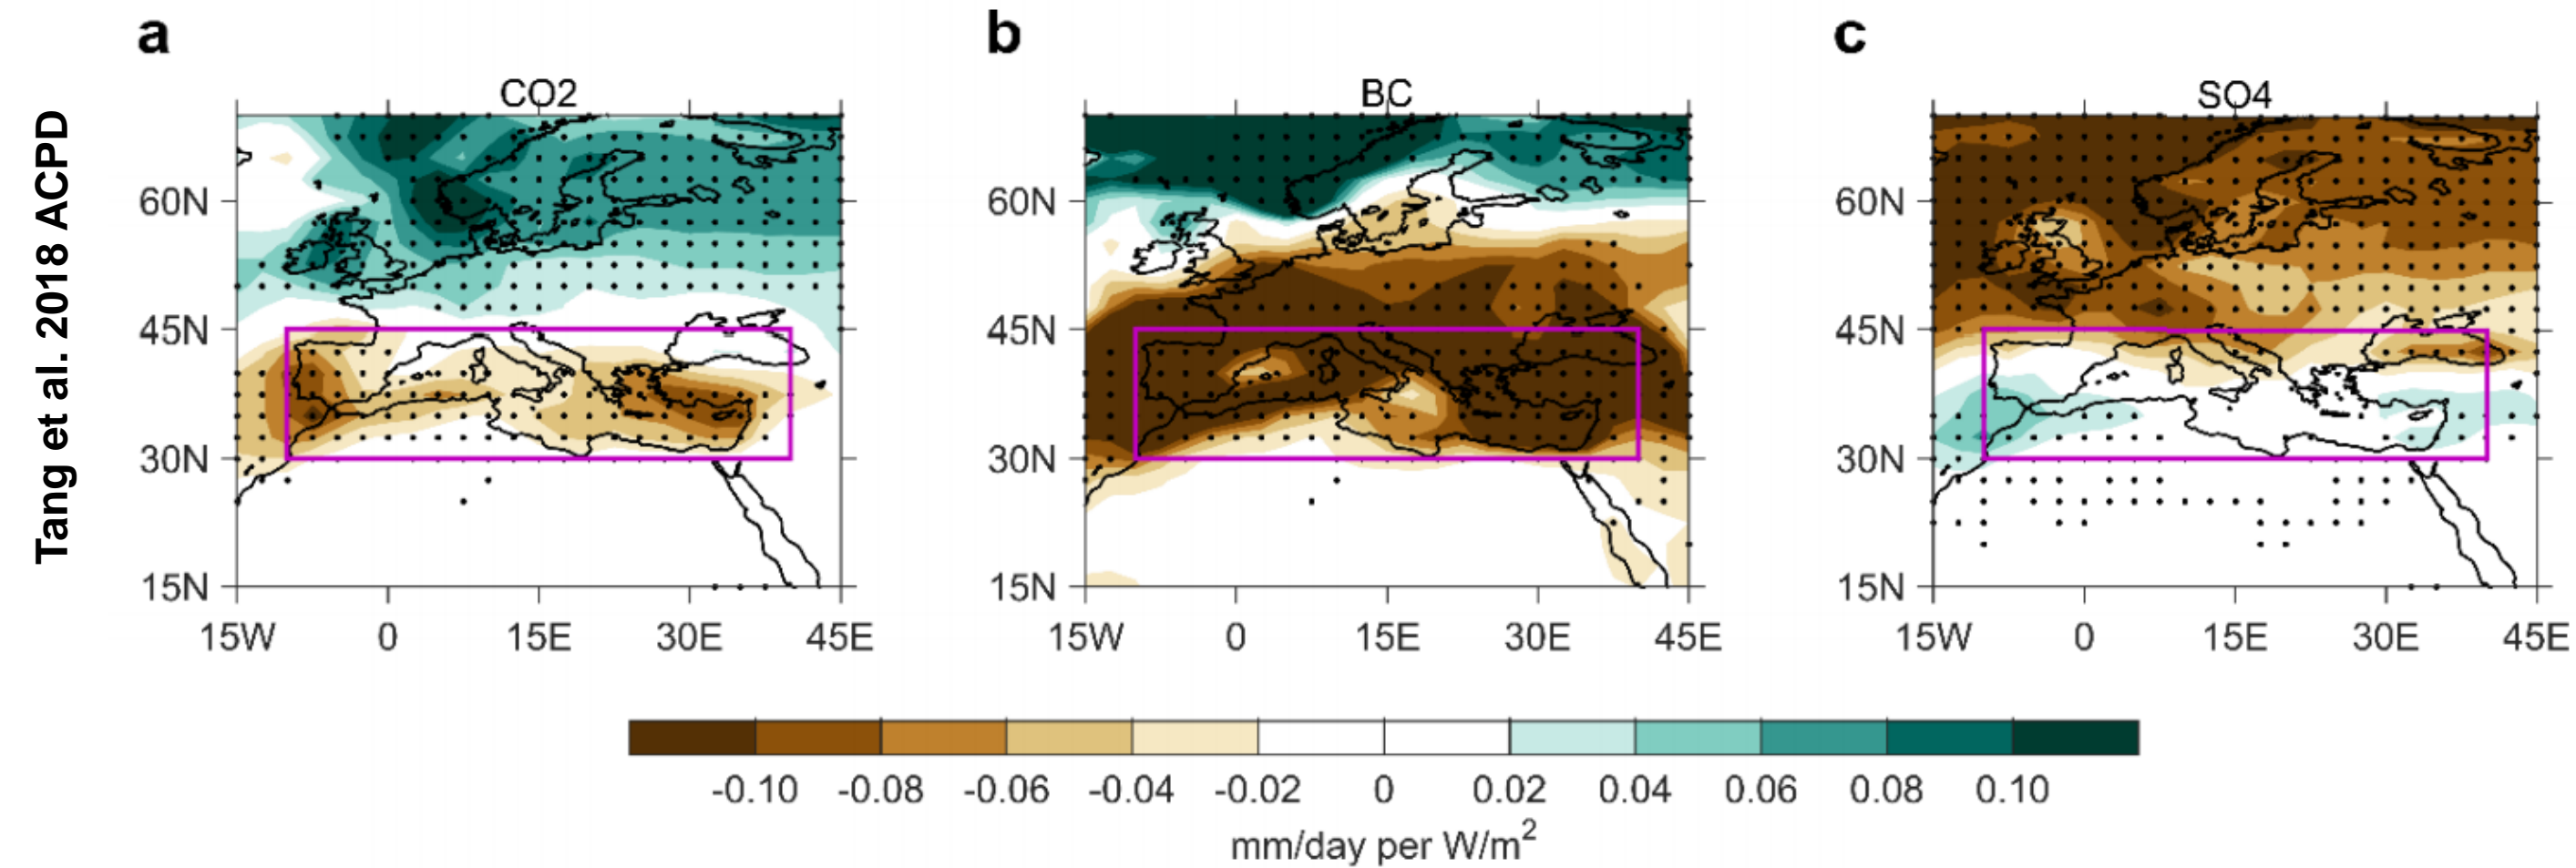 Tang et al. 2018 ACPD
a
CO2
60N
45N
30N
15N
15W 0 15E 30E 45E
b
BC
60N
45N
30N
15N
15W 0 15E 30E 45E
c
SO4
60N
45N
30N
15N
15W 0 15E 30E 45E
-0.10 -0.08 -0.06 -0.04 -0.02 0 0.02 0.04 0.06 0.08 0.10
mm/day per W/m²